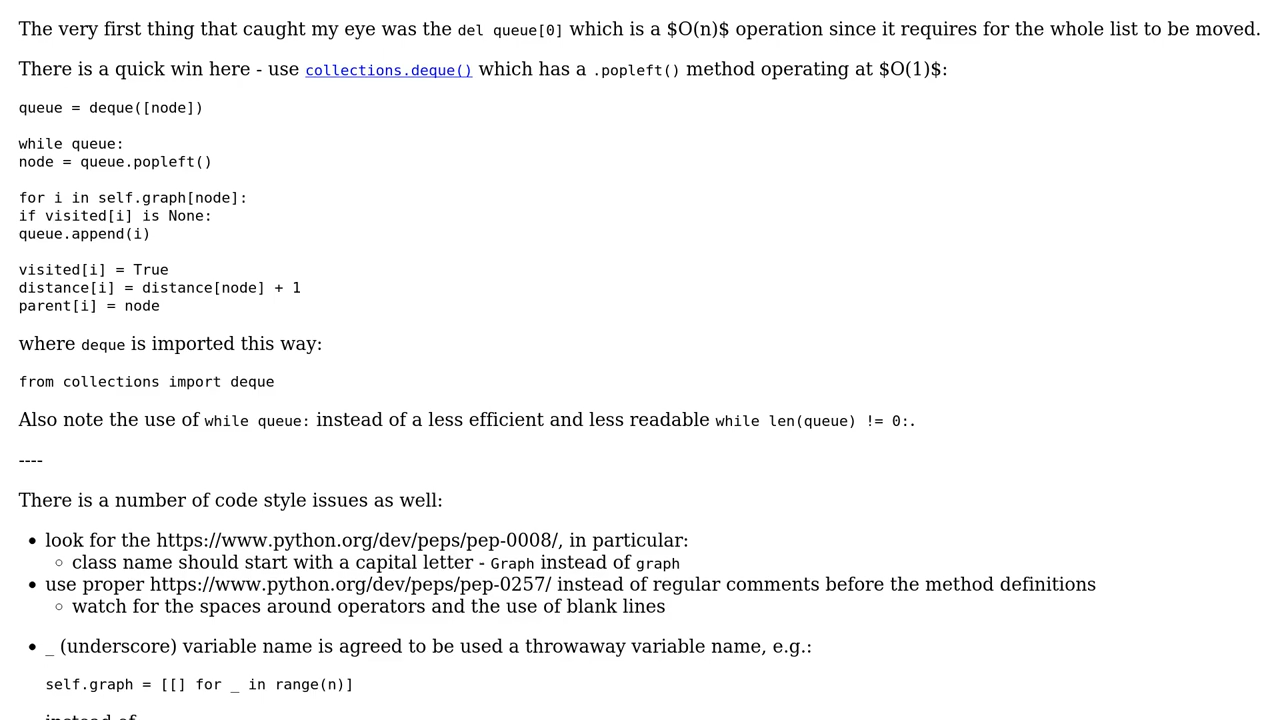 The very first thing that caught my eye was the del queue[0] which is a $O(n)$ operation since it requires for the whole list to be moved.
There is a quick win here - use collections.deque() which has a .popleft() method operating at $O(1)$:
queue = deque([node])
while queue:
node = queue.popleft()
for i in self.graph[node]:
if visited[i] is None:
queue.append(i)
visited[i] = True
distance[i] = distance[node] + 1
parent[i] = node
where deque is imported this way:
from collections import deque
Also note the use of while queue: instead of a less efficient and less readable while len(queue) != 0:.
----
There is a number of code style issues as well:
• look for the https://www.python.org/dev/peps/pep-0008/, in particular:
◦ class name should start with a capital letter - Graph instead of graph
• use proper https://www.python.org/dev/peps/pep-0257/ instead of regular comments before the method definitions
◦ watch for the spaces around operators and the use of blank lines
• _ (underscore) variable name is agreed to be used a throwaway variable name, e.g.:
self.graph = [[] for _ in range(n)]
instead of